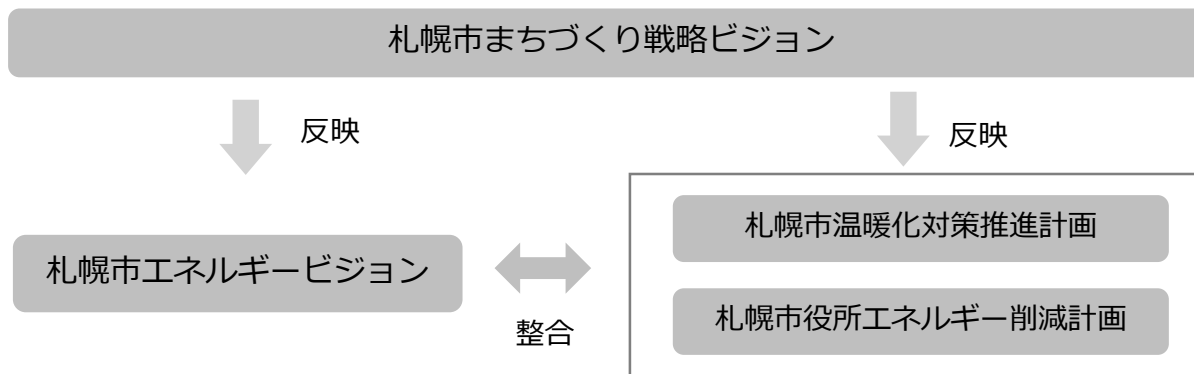 札幌市まちづくり戦略ビジョン
反映
反映
札幌市温暖化対策推進計画
札幌市エネルギービジョン
整合
札幌市役所エネルギー削減計画